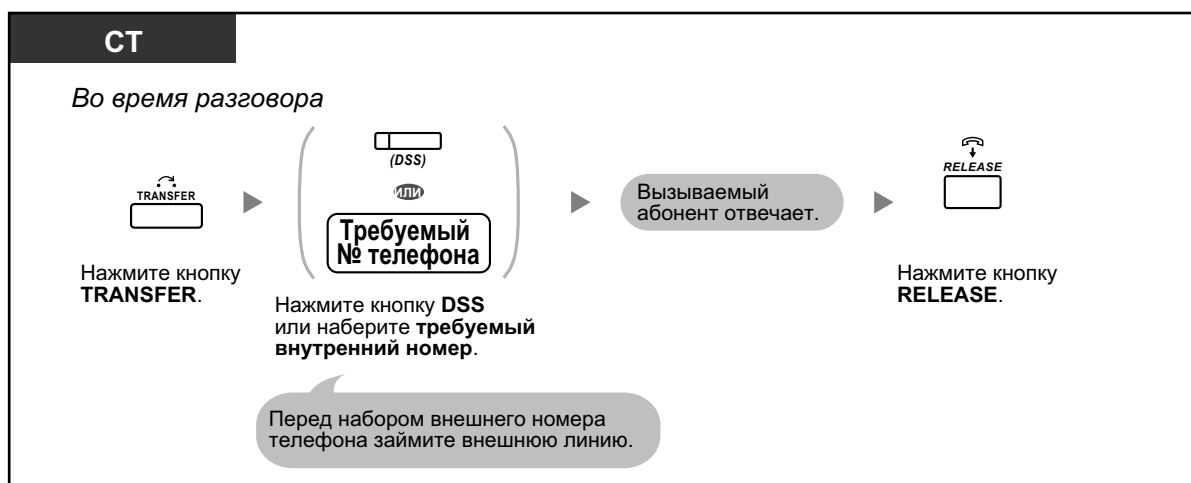 СТ
Во время разговора
TRANSFER
Нажмите кнопку
TRANSFER.
(DSS)
или
Требуемый
№ телефона
Нажмите кнопку DSS
или наберите требуемый
внутренний номер.
Перед набором внешнего номера
телефона займите внешнюю линию.
Вызываемый
абонент отвечает.
RELEASE
Нажмите кнопку
RELEASE.